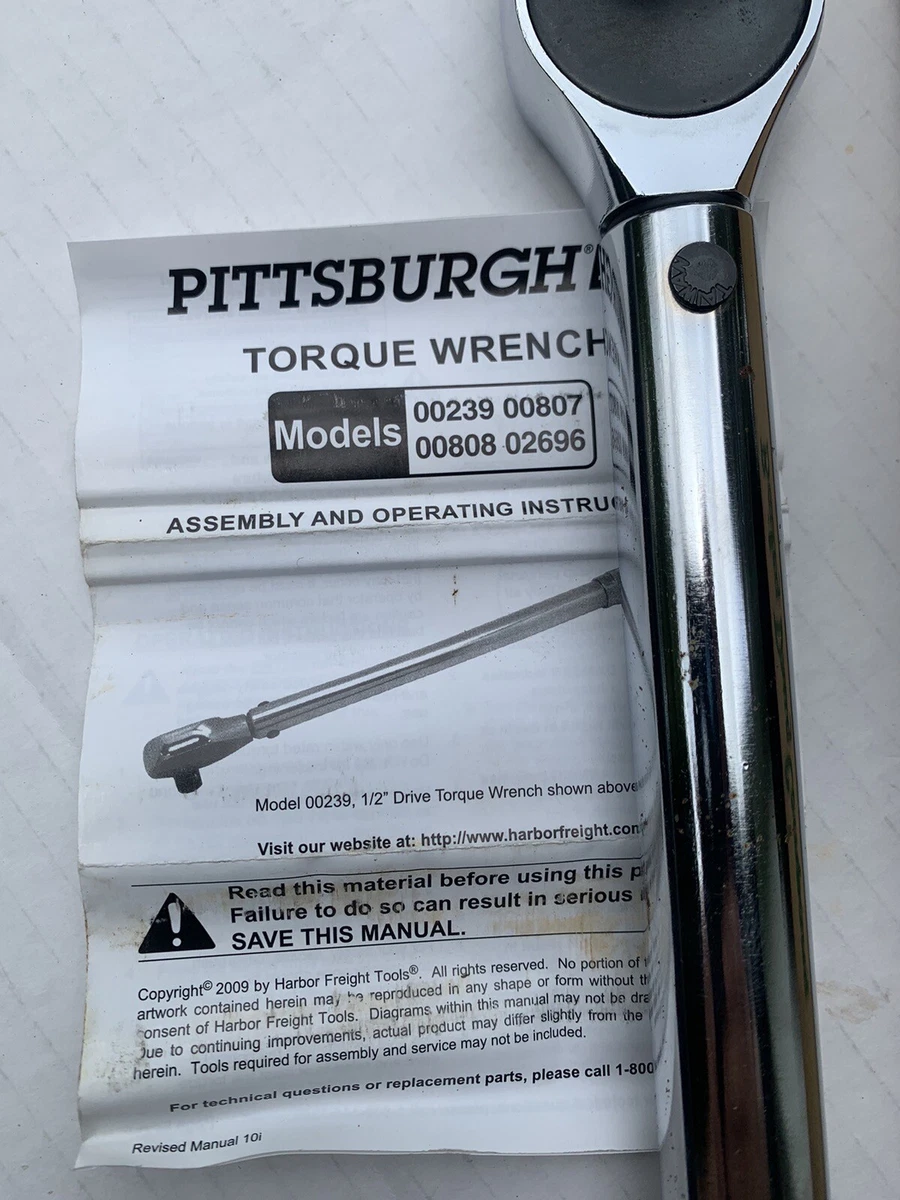 PITTSBURGH®
TORQUE WRENCH
Models
00239 00807
00808 02696
ASSEMBLY AND OPERATING INSTRU
Model 00239, 1/2” Drive Torque Wrench shown above
Visit our website at: http://www.harborfreight.com
Read this material before using this p
Failure to do so can result in serious
SAVE THIS MANUAL.
Copyright© 2009 by Harbor Freight Tools®. All rights reserved. No portion of
artwork contained herein may be reproduced in any shape or form without th
onsent of Harbor Freight Tools. Diagrams within this manual may not be dra
Due to continuing improvements, actual product may differ slightly from the
herein. Tools required for assembly and service may not be included.
For technical questions or replacement parts, please call 1-800
Revised Manual 10i